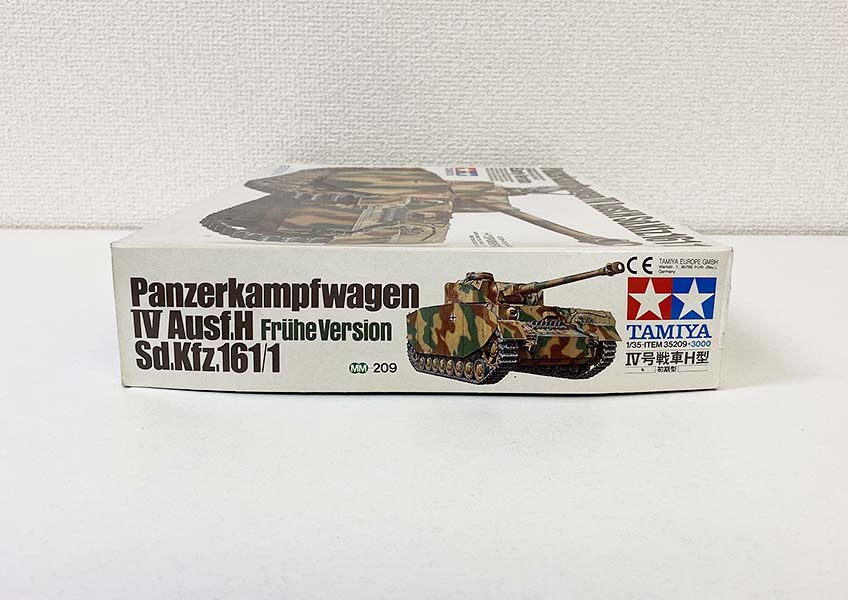 Panzerkampfwagen
IV Ausf.H Frühe Version
Sd.Kfz.161/1
MM 209
CE
TAMIYA EUROPE GMBH
Germany
TAMIYA
1/35·ITEM 35209★3000
Ⅳ号戦車H型
初期型